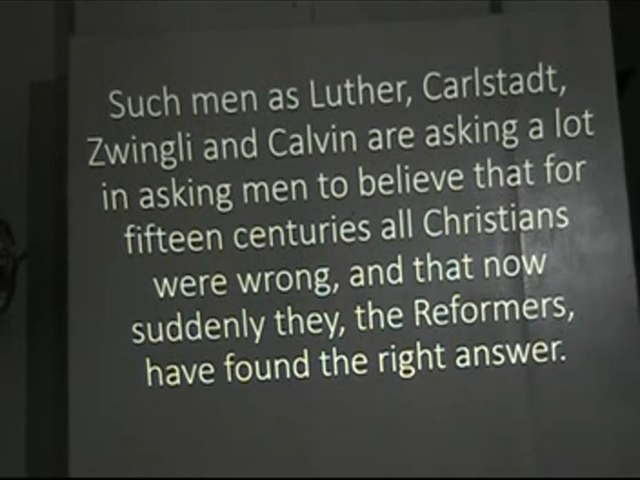 Such men as Luther, Carlstadt,
Zwingli and Calvin are asking a lot
in asking men to believe that for
fifteen centuries all Christians
were wrong, and that now
suddenly they, the Reformers,
have found the right answer.